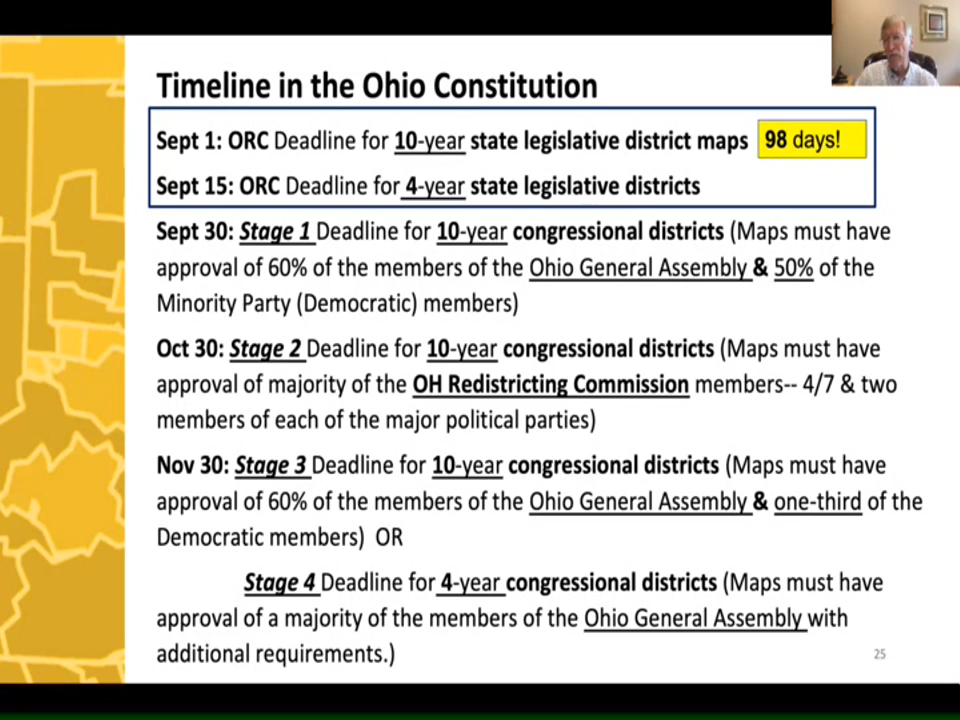 Timeline in the Ohio Constitution
Sept 1: ORC Deadline for 10-year state legislative district maps 98 days!
Sept 15: ORC Deadline for 4-year state legislative districts
Sept 30: Stage 1 Deadline for 10-year congressional districts (Maps must have
approval of 60% of the members of the Ohio General Assembly & 50% of the
Minority Party (Democratic) members)
Oct 30: Stage 2 Deadline for 10-year congressional districts (Maps must have
approval of majority of the OH Redistricting Commission members-- 4/7 & two
members of each of the major political parties)
Nov 30: Stage 3 Deadline for 10-year congressional districts (Maps must have
approval of 60% of the members of the Ohio General Assembly & one-third of the
Democratic members) OR
Stage 4 Deadline for 4-year congressional districts (Maps must have
approval of a majority of the members of the Ohio General Assembly with
additional requirements.)
25